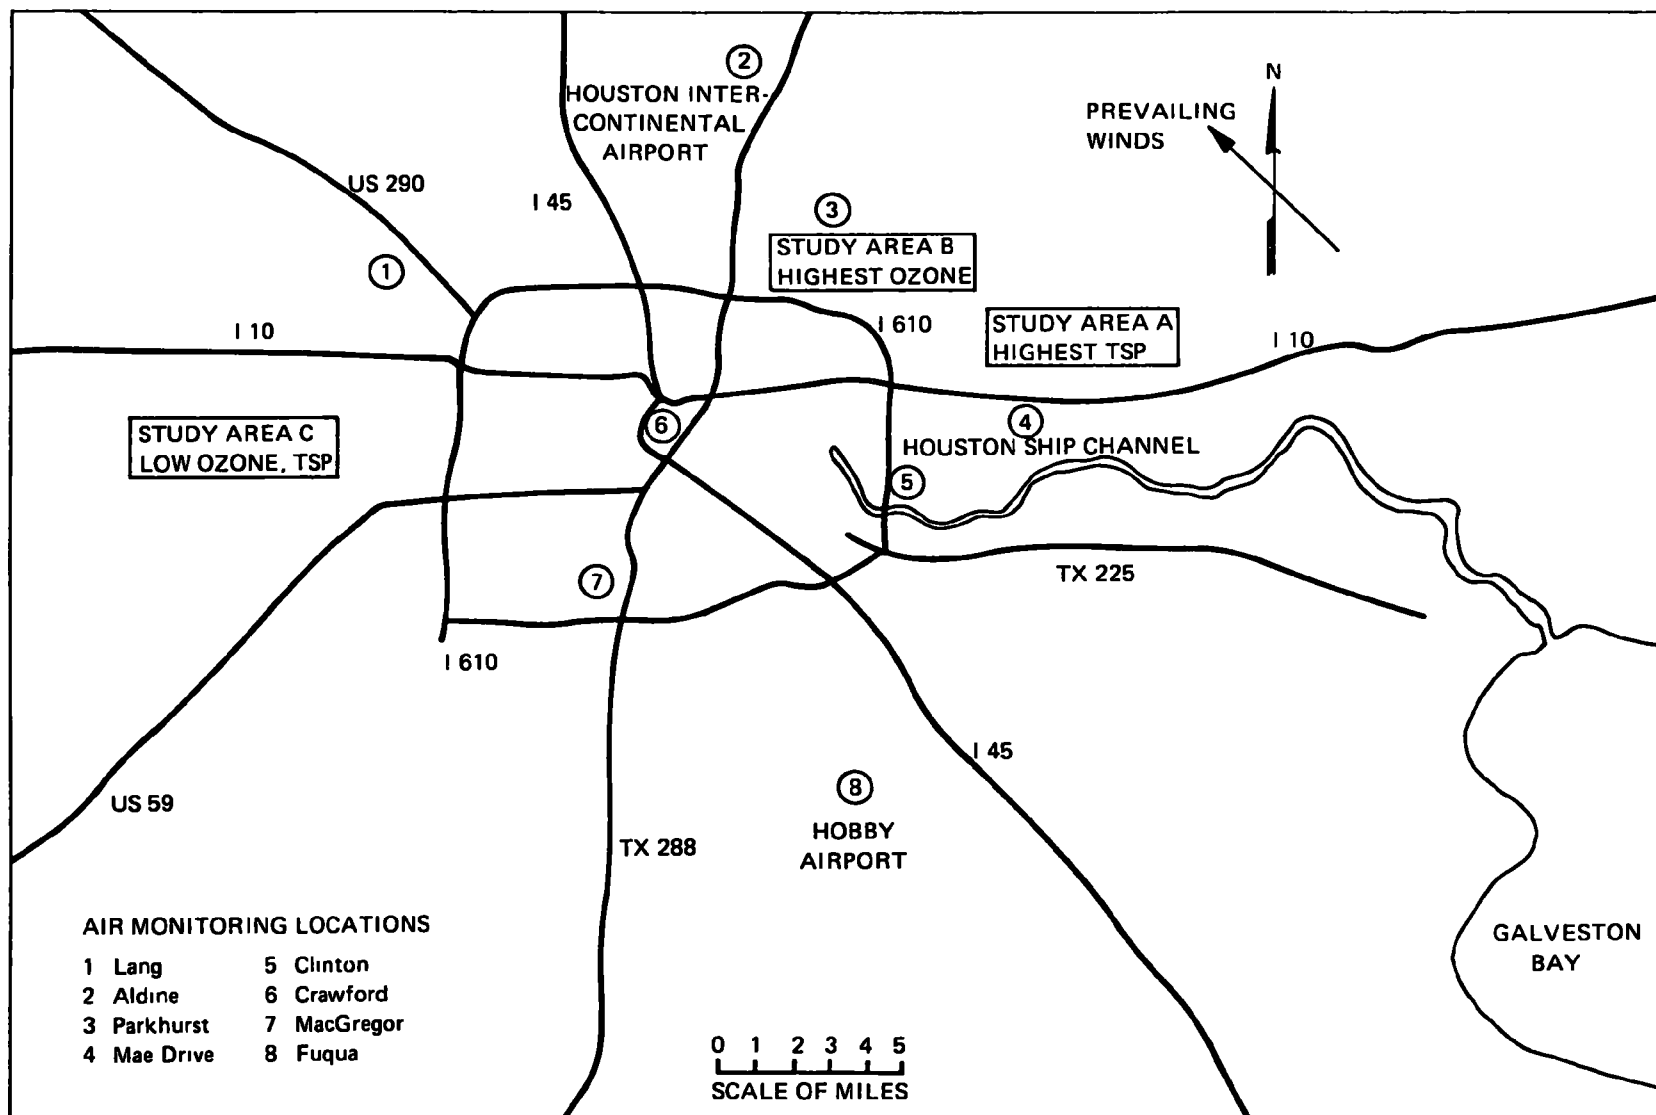 2
HOUSTON INTER-
CONTINENTAL
AIRPORT
N
PREVAILING
WINDS
US 290
I 45
3
STUDY AREA B
HIGHEST OZONE
1
I 10
I 610
STUDY AREA A
HIGHEST TSP
I 10
STUDY AREA C
LOW OZONE, TSP
6
4
HOUSTON SHIP CHANNEL
5
7
TX 225
I 610
I 45
US 59
8
HOBBY
AIRPORT
TX 288
GALVESTON
BAY
AIR MONITORING LOCATIONS
1 Lang
2 Aldine
3 Parkhurst
4 Mae Drive
5 Clinton
6 Crawford
7 MacGregor
8 Fuqua
0 1 2 3 4 5
SCALE OF MILES